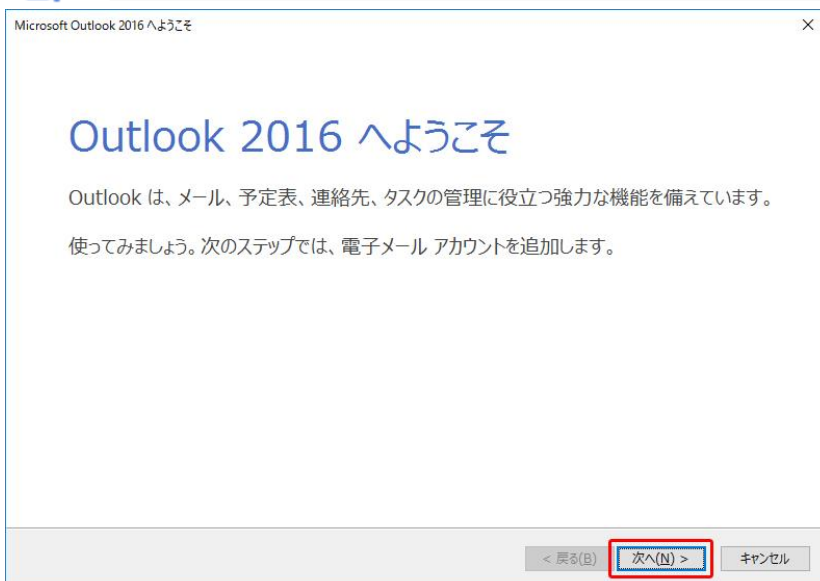 Microsoft Outlook 2016 へようこそ
Outlook 2016 へようこそ
Outlook は、メール、予定表、連絡先、タスクの管理に役立つ強力な機能を備えています。
使ってみましょう。次のステップでは、電子メール アカウントを追加します。
< 戻る(B) 次へ(N) > キャンセル